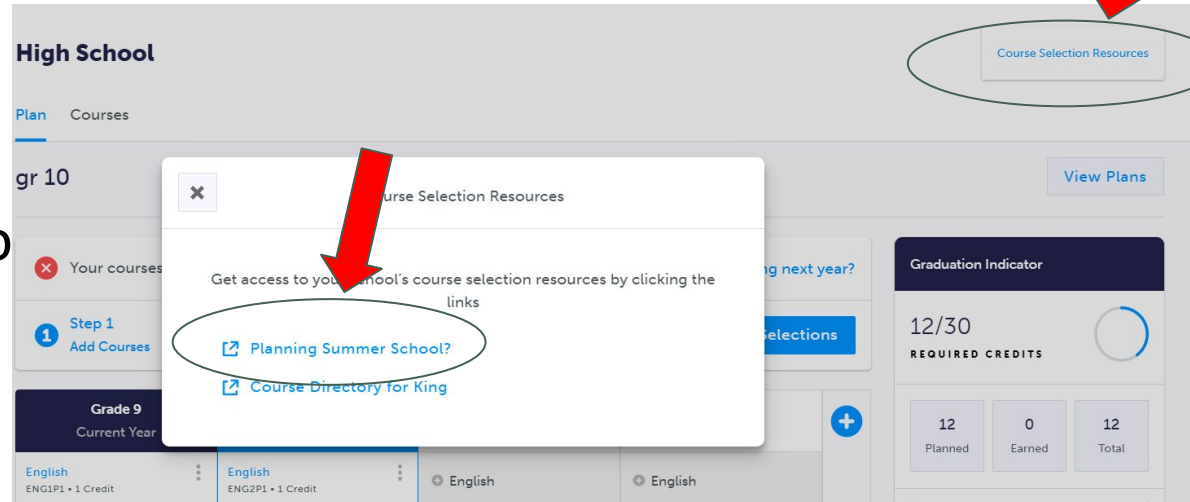 High School
Course Selection Resources
Plan Courses
gr 10
View Plans
Selection Resources
Get access to your school's course selection resources by clicking the
links
Planning Summer School?
Course Directory for King
Your courses
next year?
1 Step 1
Add Courses
Selections
Graduation Indicator
12/30
REQUIRED CREDITS
12 0 12
Planned Earned Total
Grade 9
Current Year
English
ENG1P1 • 1 Credit
English
ENG2P1 • 1 Credit
English
English